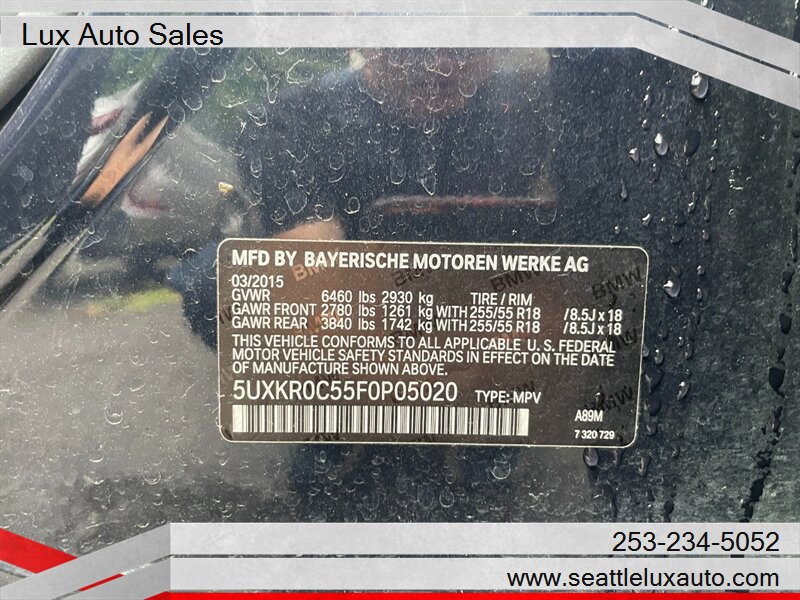 Lux Auto Sales
MFD BY BAYERISCHE MOTOREN WERKE AG
03/2015
GVWR 6460 lbs 2930 kg TIRE / RIM
GAWR FRONT 2780 lbs 1261 kg WITH 255/55 R18 /8.5J x 18
GAWR REAR 3840 lbs 1742 kg WITH 255/55 R18 /8.5J x 18
THIS VEHICLE CONFORMS TO ALL APPLICABLE U. S. FEDERAL
MOTOR VEHICLE SAFETY STANDARDS IN EFFECT ON THE DATE
OF MANUFACTURE SHOWN ABOVE.
5UXKR0C55F0P05020 TYPE: MPV
A89M
7 320 729
253-234-5052
www.seattleluxauto.com